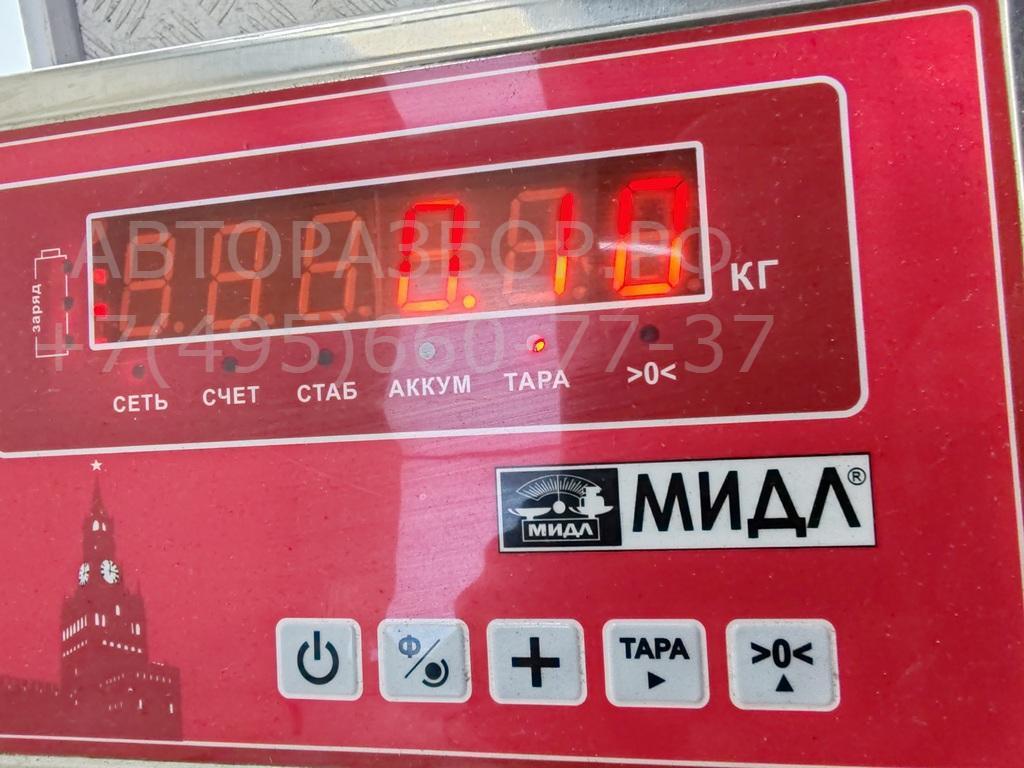 0.10 КГ
АВТОРАЗБОР.РФ
+7(495)660-77-37
заряд
СЕТЬ СЧЕТ СТАБ АККУМ ТАРА >0<
МИДЛ МИДЛ®
Ф
ТАРА
>0<